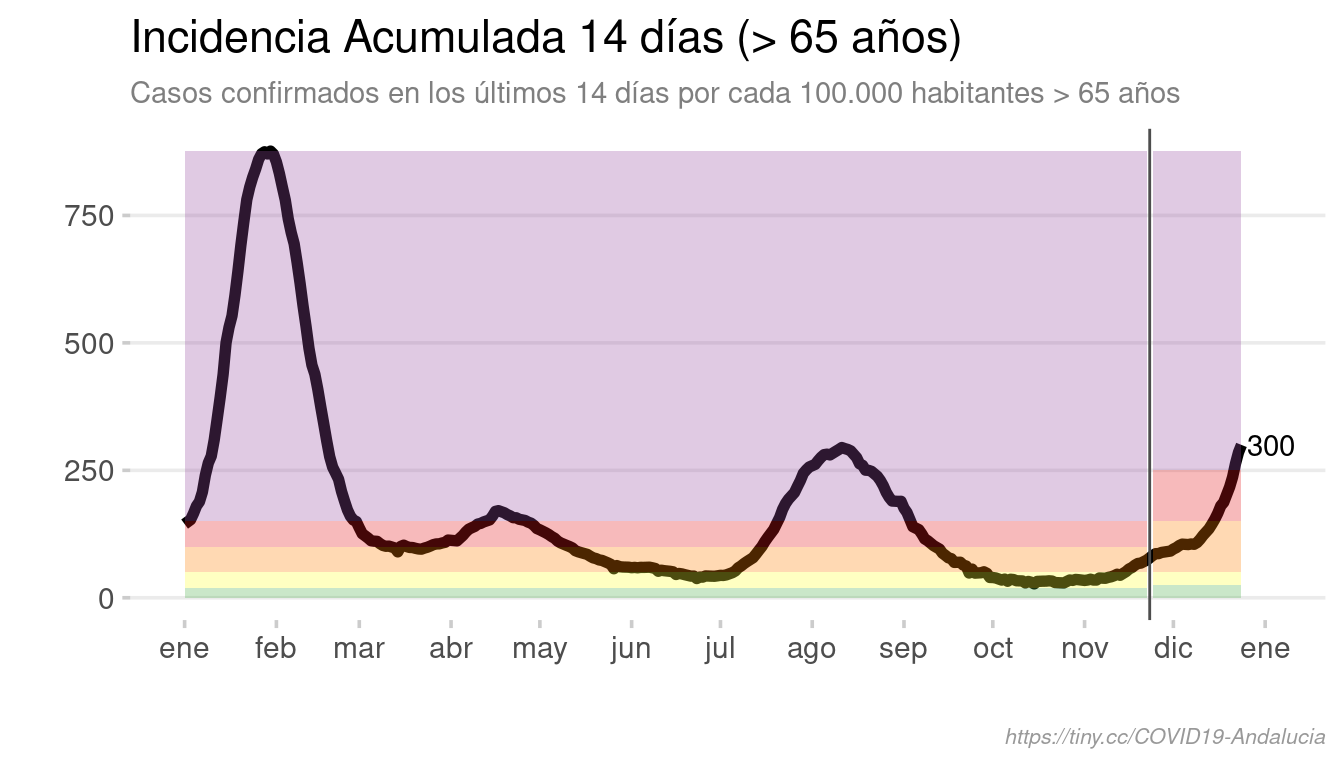 Incidencia Acumulada 14 días (> 65 años)
Casos confirmados en los últimos 14 días por cada 100.000 habitantes > 65 años
750
500
250
0
300
ene feb mar abr may jun jul ago sep oct nov dic ene
https://tiny.cc/COVID19-Andalucia